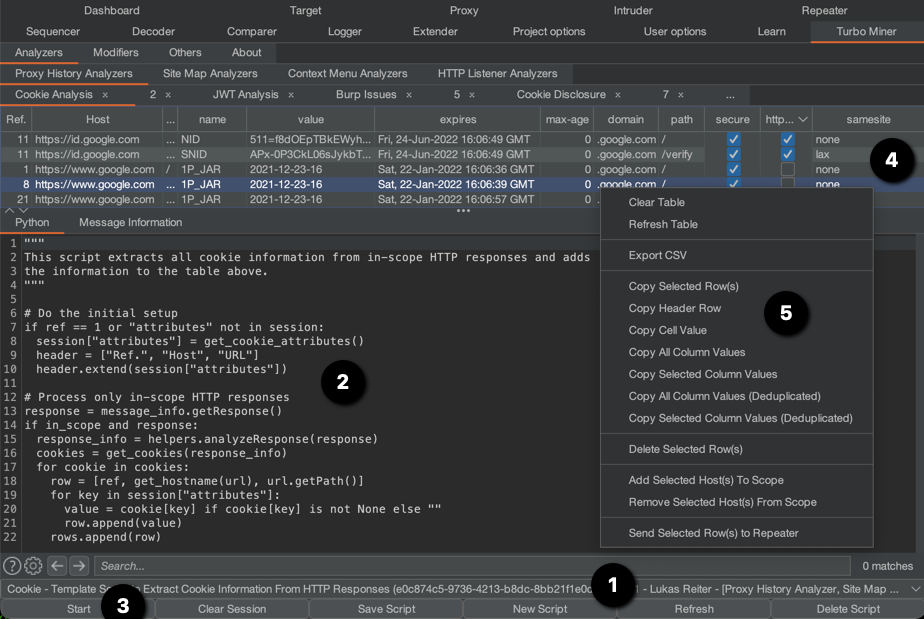 Dashboard Target Proxy Intruder Repeater
Sequencer Decoder Comparer Logger Extender Project options User options Learn Turbo Miner
Analyzers Modifiers Others About
Proxy History Analyzers Site Map Analyzers Context Menu Analyzers HTTP Listener Analyzers
Cookie Analysis × 2 × JWT Analysis × Burp Issues × 5 × Cookie Disclosure × 7 × ...
Ref. Host ... name value expires max-age domain path secure http... samesite
11 https://id.google.com ... NID 511=f8dOEpTBkEWyh... Fri, 24-Jun-2022 16:06:49 GMT 0 .google.com / none
11 https://id.google.com ... SNID APx-0P3CkL06sJykbT... Fri, 24-Jun-2022 16:06:49 GMT 0 .google.com /verify lax
1 https://www.google.com / 1P_JAR 2021-12-23-16 Sat, 22-Jan-2022 16:06:36 GMT 0 .google.com / none
8 https://www.google.com ... 1P_JAR 2021-12-23-16 Sat, 22-Jan-2022 16:06:39 GMT 0 .google.com / none
21 https://www.google.com ... 1P_JAR 2021-12-23-16 Sat, 22-Jan-2022 16:06:57 GMT 0
4
Clear Table
Refresh Table
Export CSV
Copy Selected Row(s)
Copy Header Row
Copy Cell Value
Copy All Column Values
Copy Selected Column Values
Copy All Column Values (Deduplicated)
Copy Selected Column Values (Deduplicated)
Delete Selected Row(s)
Add Selected Host(s) To Scope
Remove Selected Host(s) From Scope
Send Selected Row(s) to Repeater
5
Python Message Information
1 """
2 This script extracts all cookie information from in-scope HTTP responses and adds
3 the information to the table above.
4 """
5
6 # Do the initial setup
7 if ref == 1 or "attributes" not in session:
8 session["attributes"] = get_cookie_attributes()
9 header = ["Ref.", "Host", "URL"]
10 header.extend(session["attributes"])
11
12 # Process only in-scope HTTP responses
13 response = message_info.getResponse()
14 if in_scope and response:
15 response_info = helpers.analyzeResponse(response)
16 cookies = get_cookies(response_info)
17 for cookie in cookies:
18 row = [ref, get_hostname(url), url.getPath()]
19 for key in session["attributes"]:
20 value = cookie[key] if cookie[key] is not None else ""
21 row.append(value)
22 rows.append(row)
2
? Search... 0 matches
Cookie - Template to Extract Cookie Information From HTTP Responses - Lukas Reiter - [Proxy History Analyzer, Site Map ...
1
Start Clear Session Save Script New Script Refresh Delete Script
3